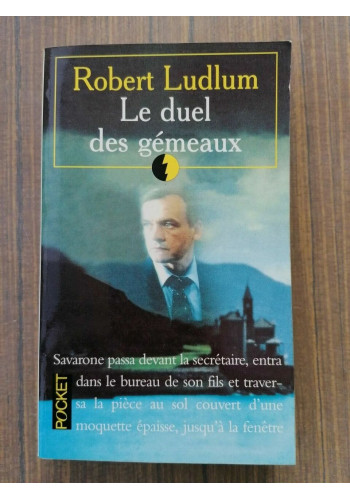 Robert Ludlum
Le duel
des gémeaux
Savarone passa devant la secrétaire, entra
dans le bureau de son fils et traver-
sa la pièce au sol couvert d'une
moquette épaisse, jusqu'à la fenêtre
POCKET